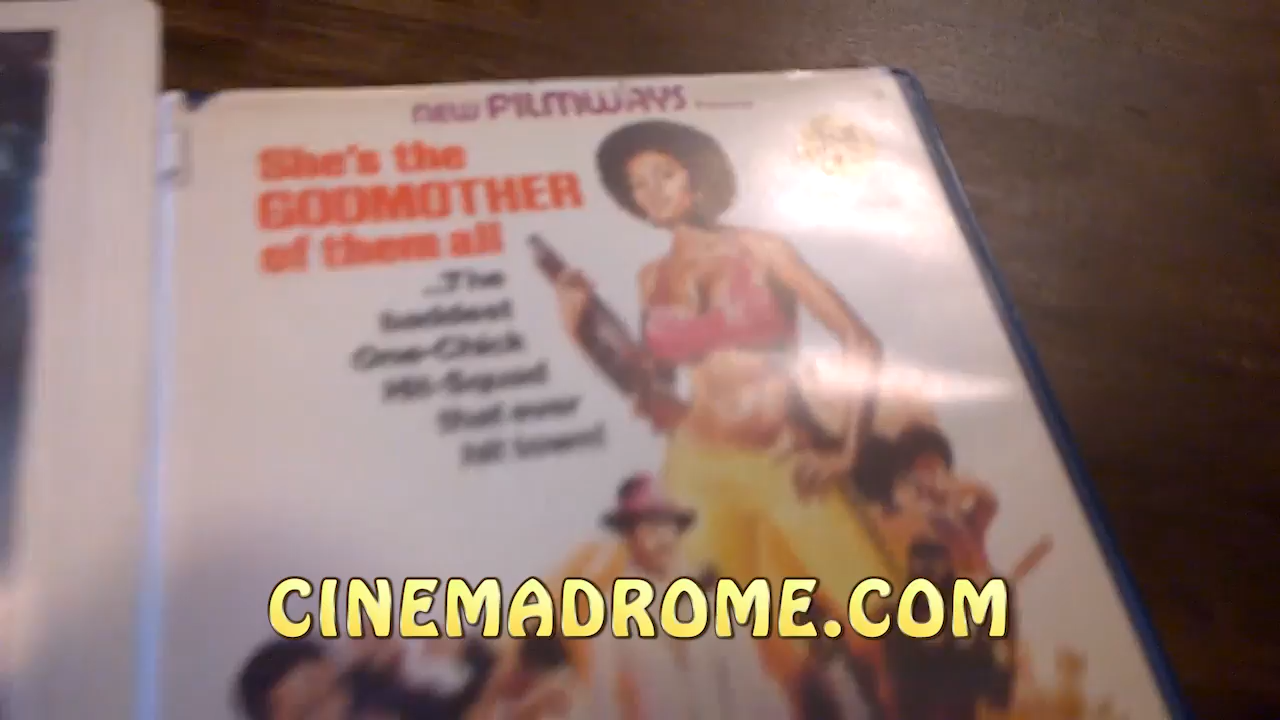 NEW FILMWAYS Presents
She's the
GODMOTHER
of them all
...The
baddest
One-Chick
Hit-Squad
that ever
hit town!
CINEMADROME.COM